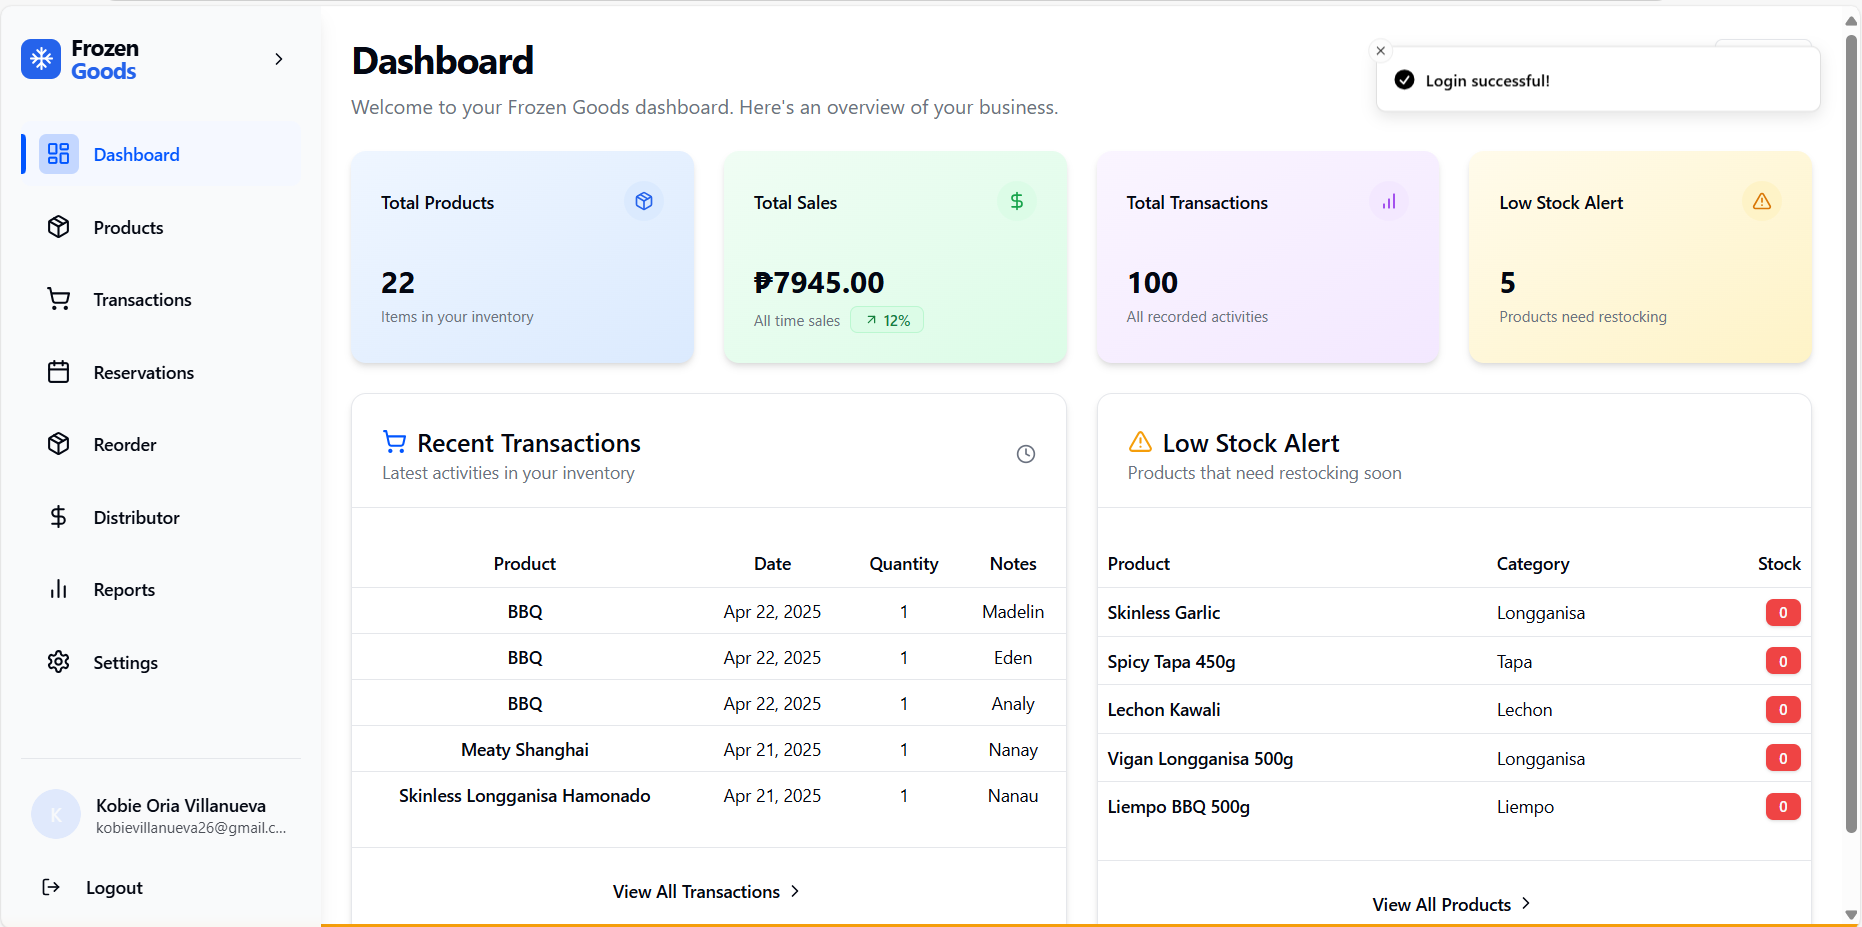 Frozen
Goods
Dashboard
Products
Transactions
Reservations
Reorder
Distributor
Reports
Settings
K
Kobie Oria Villanueva
kobievillanueva26@gmail.c...
Logout
Dashboard
Welcome to your Frozen Goods dashboard. Here's an overview of your business.
Login successful!
Total Products
22
Items in your inventory
Total Sales
₱7945.00
All time sales 12%
Total Transactions
100
All recorded activities
Low Stock Alert
5
Products need restocking
Recent Transactions
Latest activities in your inventory
Product Date Quantity Notes
BBQ Apr 22, 2025 1 Madelin
BBQ Apr 22, 2025 1 Eden
BBQ Apr 22, 2025 1 Analy
Meaty Shanghai Apr 21, 2025 1 Nanay
Skinless Longganisa Hamonado Apr 21, 2025 1 Nanau
View All Transactions
Low Stock Alert
Products that need restocking soon
Product Category Stock
Skinless Garlic Longganisa 0
Spicy Tapa 450g Tapa 0
Lechon Kawali Lechon 0
Vigan Longganisa 500g Longganisa 0
Liempo BBQ 500g Liempo 0
View All Products